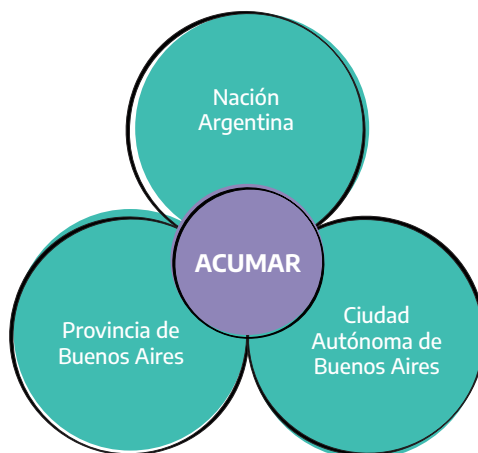 Nación
Argentina
ACUMAR
Provincia de
Buenos Aires
Ciudad
Autónoma de
Buenos Aires